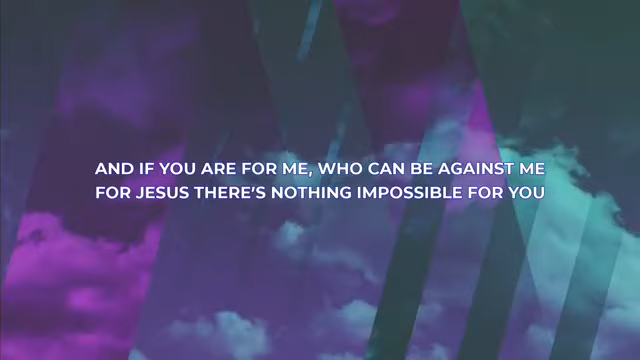 AND IF YOU ARE FOR ME, WHO CAN BE AGAINST ME
FOR JESUS THERE'S NOTHING IMPOSSIBLE FOR YOU